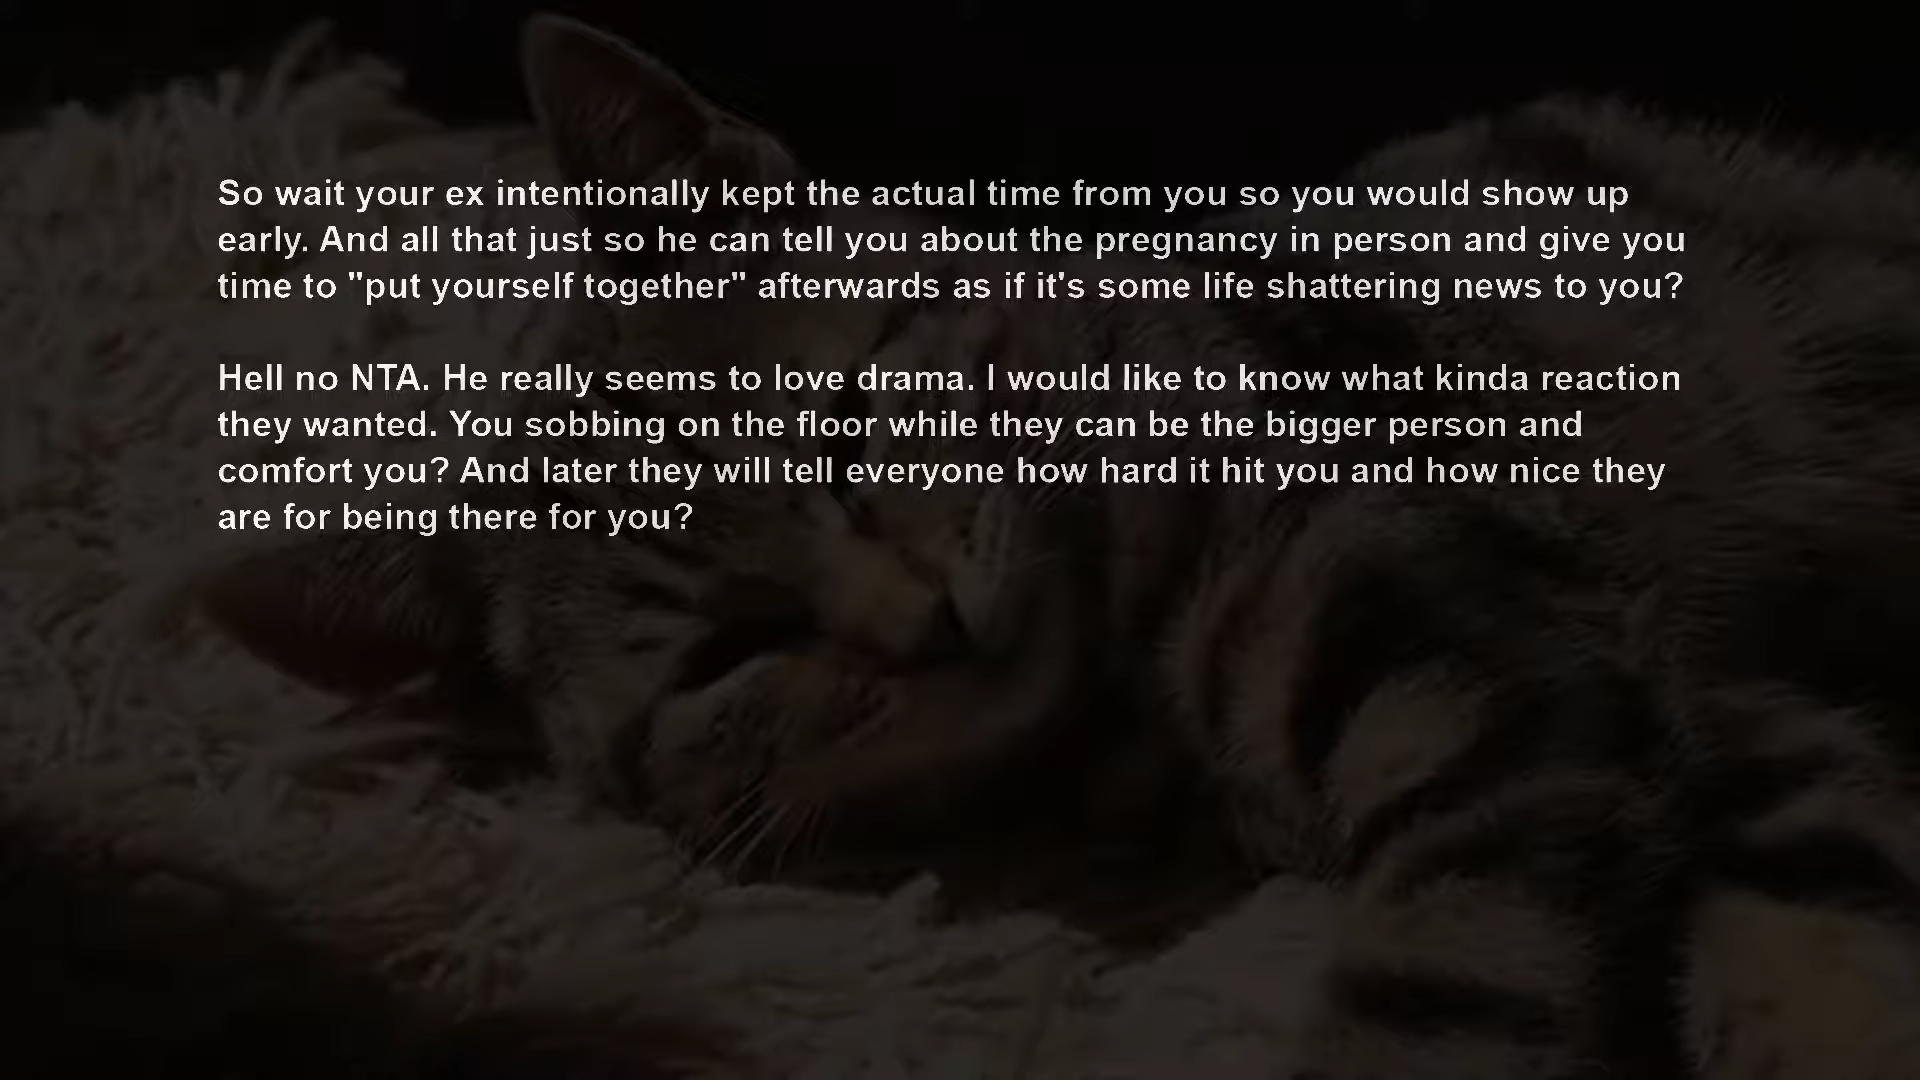 So wait your ex intentionally kept the actual time from you so you would show up
early. And all that just so he can tell you about the pregnancy in person and give you
time to "put yourself together" afterwards as if it's some life shattering news to you?
Hell no NTA. He really seems to love drama. I would like to know what kinda reaction
they wanted. You sobbing on the floor while they can be the bigger person and
comfort you? And later they will tell everyone how hard it hit you and how nice they
are for being there for you?